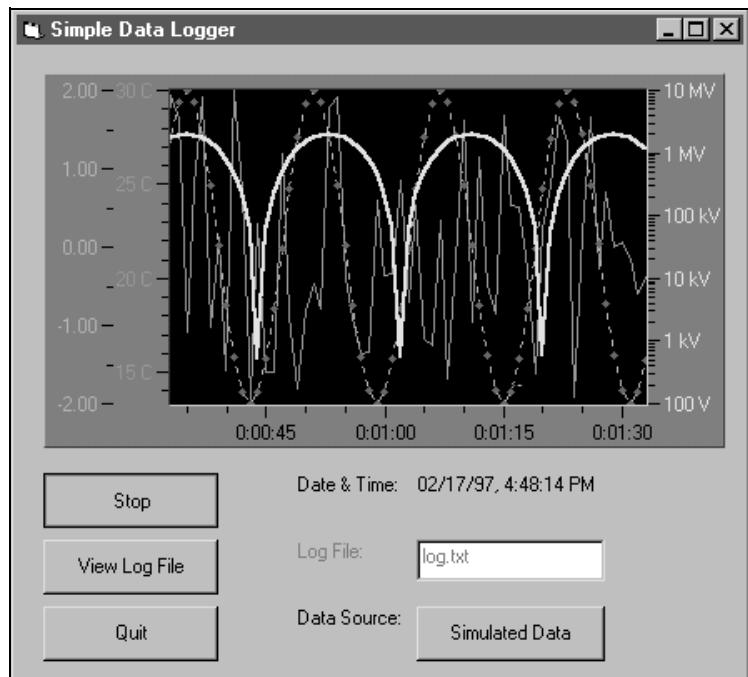 Simple Data Logger
2.00 30 C 10 MV
1 MV
1.00
25 C
100 kV
0.00
20 C 10 kV
-1.00
1 kV
15 C
-2.00 100 V
0:00:45 0:01:00 0:01:15 0:01:30
Stop
Date & Time: 02/17/97, 4:48:14 PM
View Log File
Log File: log.txt
Quit
Data Source: Simulated Data